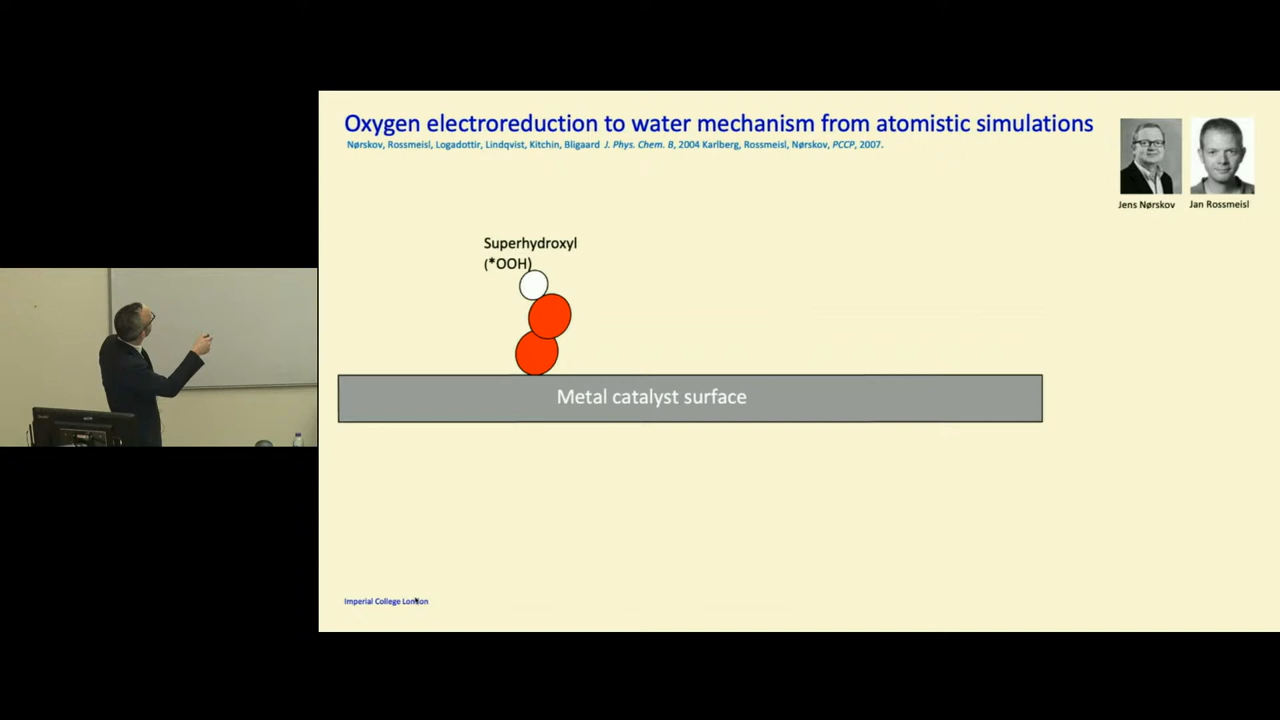 Oxygen electroreduction to water mechanism from atomistic simulations
Nørskov, Rossmeisl, Logadottir, Lindqvist, Kitchin, Bligaard J. Phys. Chem. B, 2004 Karlberg, Rossmeisl, Nørskov, PCCP, 2007.
Jens Nørskov
Jan Rossmeisl
Superhydroxyl
(*OOH)
Metal catalyst surface
Imperial College London